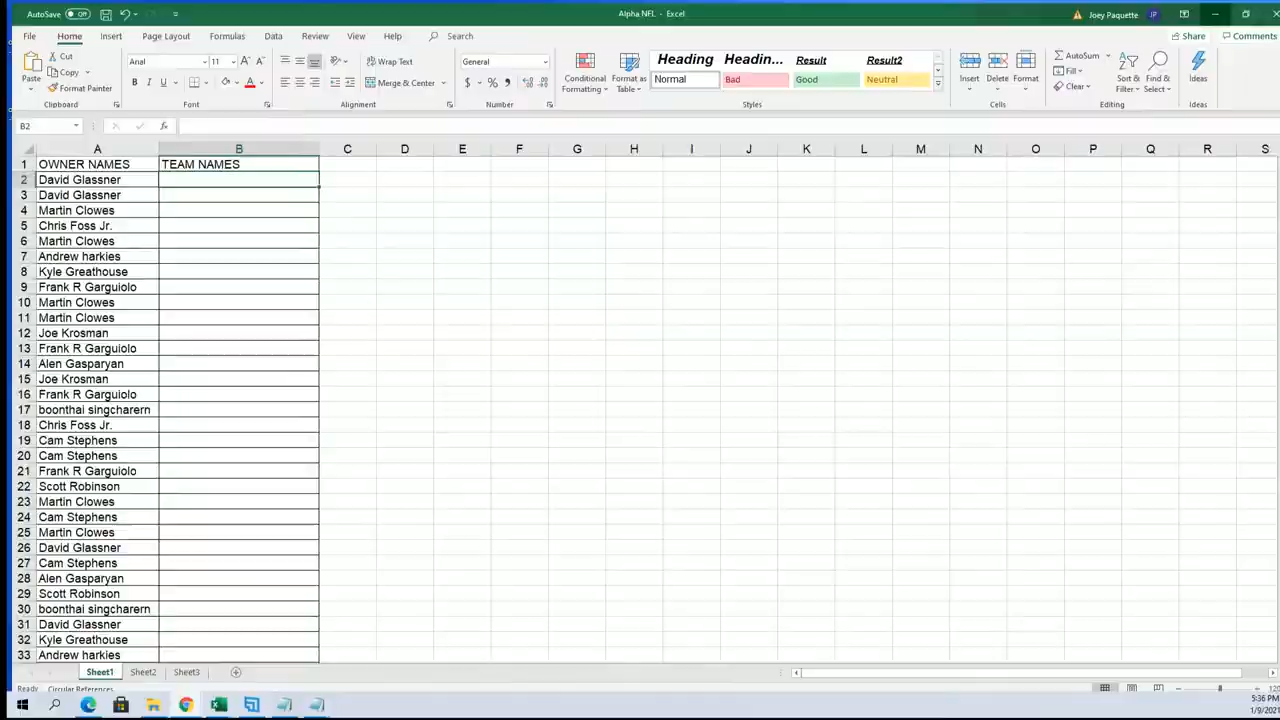 AutoSave Off
Alpha NFL - Excel
Joey Paquette JP
File Home Insert Page Layout Formulas Data Review View Help Search
Share Comments
Paste
Cut
Copy
Format Painter
Clipboard
Arial 11
B I U
Font
Wrap Text
Merge & Center
Alignment
General
$ %
Number
Conditional Formatting
Format as Table
Heading Headin... Result Result2
Normal Bad Good Neutral
Styles
Insert Delete Format
Cells
AutoSum
Fill
Clear
Sort & Filter
Find & Select
Editing
Ideas
Ideas
B2
fx
A B C D E F G H I J K L M N O P Q R S
1 OWNER NAMES TEAM NAMES
2 David Glassner
3 David Glassner
4 Martin Clowes
5 Chris Foss Jr.
6 Martin Clowes
7 Andrew harkies
8 Kyle Greathouse
9 Frank R Garguiolo
10 Martin Clowes
11 Martin Clowes
12 Joe Krosman
13 Frank R Garguiolo
14 Alen Gasparyan
15 Joe Krosman
16 Frank R Garguiolo
17 boonthai singcharern
18 Chris Foss Jr.
19 Cam Stephens
20 Cam Stephens
21 Frank R Garguiolo
22 Scott Robinson
23 Martin Clowes
24 Cam Stephens
25 Martin Clowes
26 David Glassner
27 Cam Stephens
28 Alen Gasparyan
29 Scott Robinson
30 boonthai singcharern
31 David Glassner
32 Kyle Greathouse
33 Andrew harkies
Sheet1 Sheet2 Sheet3
Ready Circular References
5:36 PM
1/9/2021